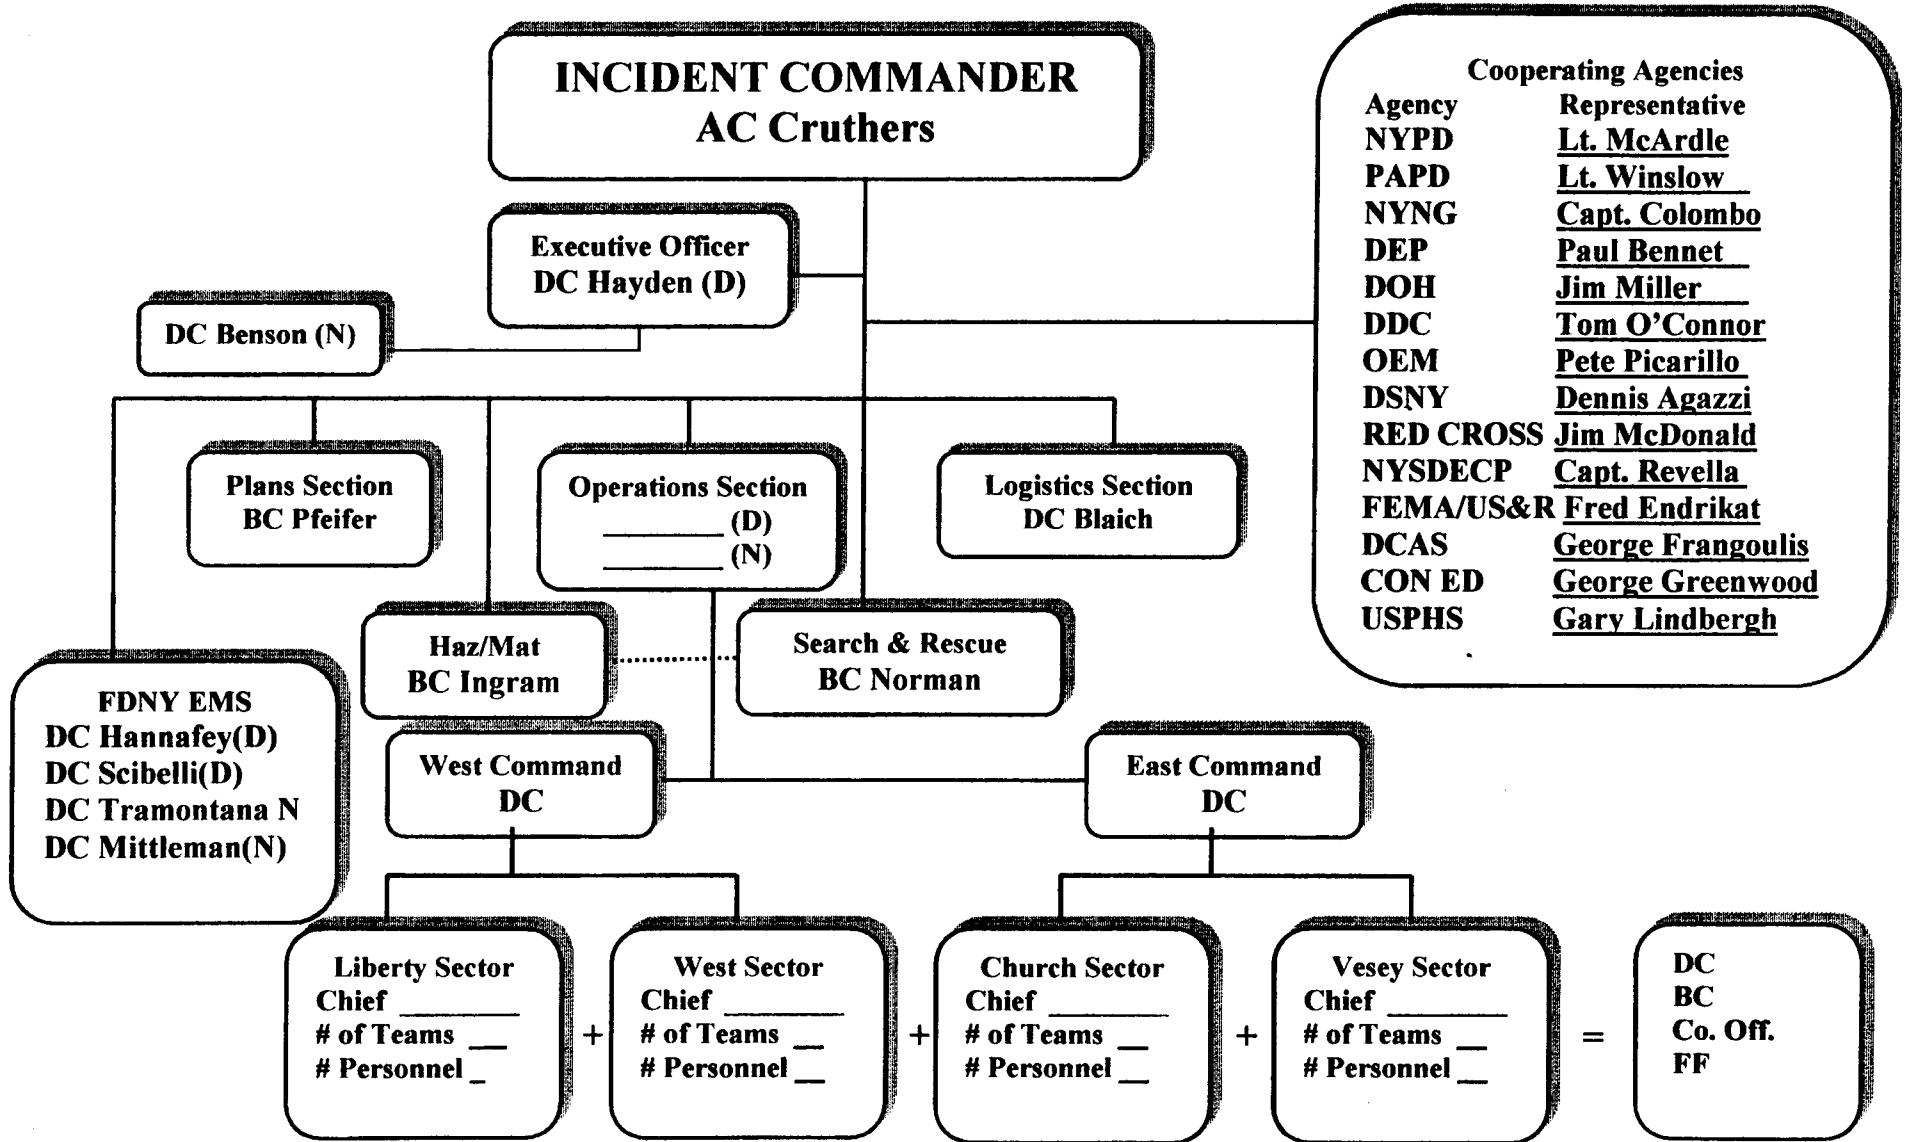 INCIDENT COMMANDER
AC Cruthers
Cooperating Agencies
Agency Representative
NYPD Lt. McArdle
PAPD Lt. Winslow
NYNG Capt. Colombo
DEP Paul Bennet
DOH Jim Miller
DDC Tom O'Connor
OEM Pete Picarillo
DSNY Dennis Agazzi
RED CROSS Jim McDonald
NYSDECP Capt. Revella
FEMA/US&R Fred Endrikat
DCAS George Frangoulis
CON ED George Greenwood
USPHS Gary Lindbergh
Executive Officer
DC Hayden (D)
DC Benson (N)
Plans Section
BC Pfeifer
Operations Section
________ (D)
________ (N)
Logistics Section
DC Blaich
Haz/Mat
BC Ingram
Search & Rescue
BC Norman
FDNY EMS
DC Hannafey(D)
DC Scibelli(D)
DC Tramontana N
DC Mittleman(N)
West Command
DC
East Command
DC
Liberty Sector
Chief ________
# of Teams __
# Personnel _
+
West Sector
Chief ________
# of Teams __
# Personnel __
+
Church Sector
Chief ________
# of Teams __
# Personnel __
+
Vesey Sector
Chief ________
# of Teams __
# Personnel __
=
DC
BC
Co. Off.
FF